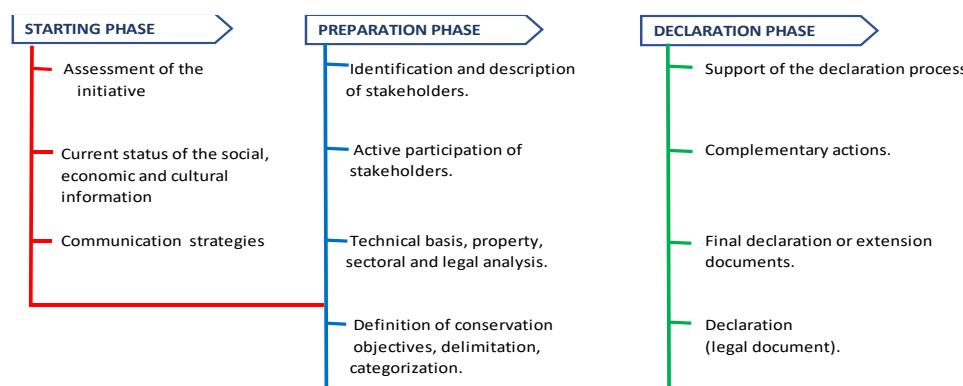 STARTING PHASE
Assessment of the
initiative
Current status of the social,
economic and cultural
information
Communication strategies
PREPARATION PHASE
Identification and description
of stakeholders.
Active participation of
stakeholders.
Technical basis, property,
sectoral and legal analysis.
Definition of conservation
objectives, delimitation,
categorization.
DECLARATION PHASE
Support of the declaration process
Complementary actions.
Final declaration or extension
documents.
Declaration
(legal document).